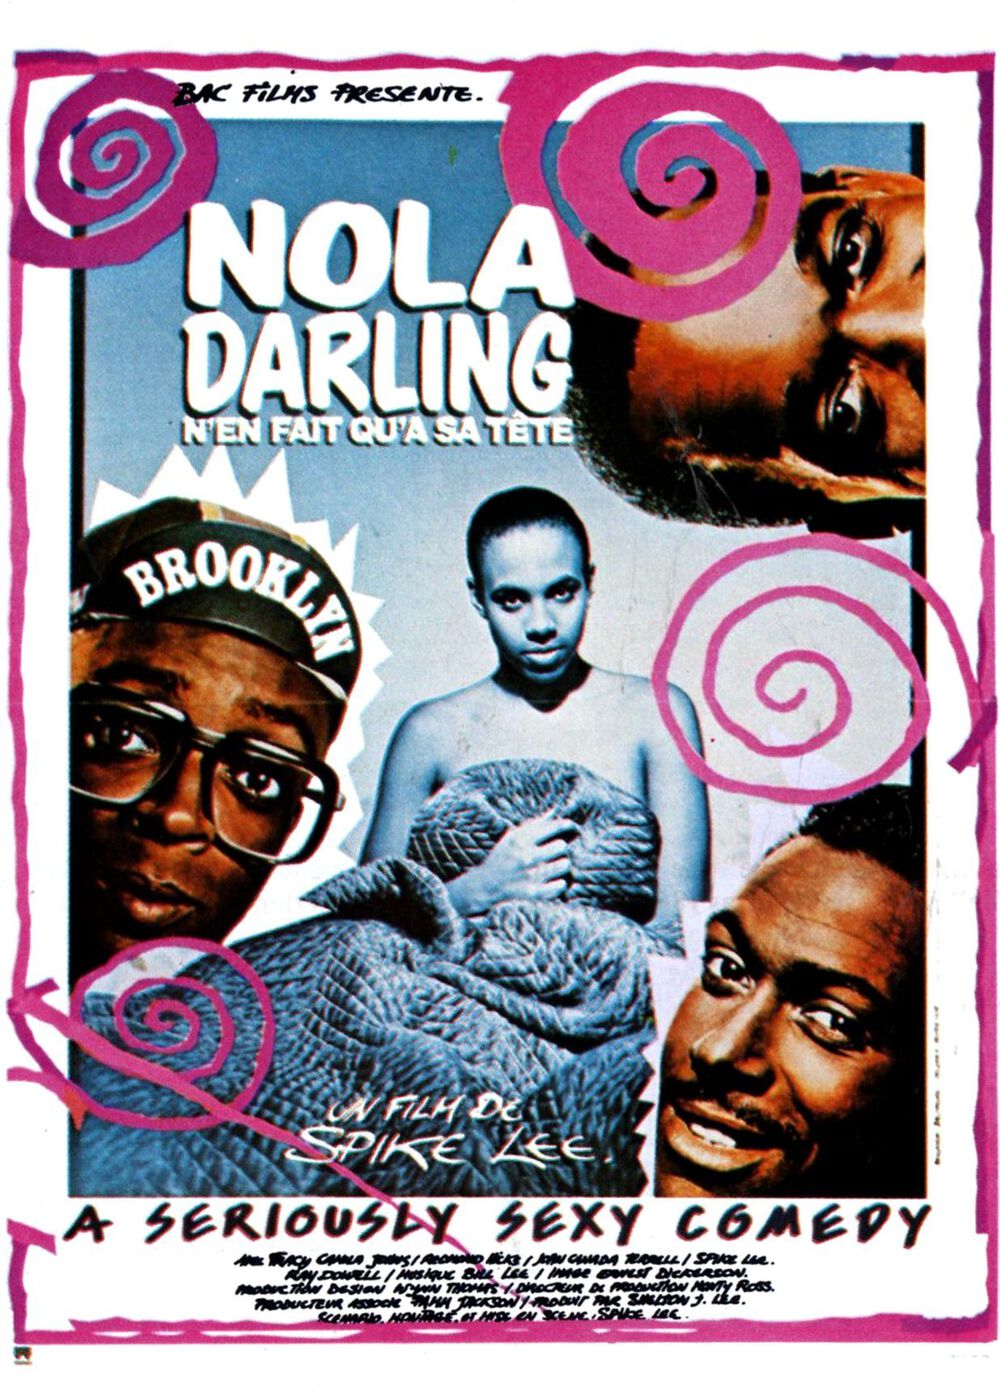 BAC FILMS PRESENTE.
NOLA
DARLING
N'EN FAIT QU'À SA TÊTE
BROOKLYN
UN FILM DE
SPIKE LEE.
A SERIOUSLY SEXY COMEDY
AVEC TRACY CAMILA JOHNS / REDMOND HICKS / JOHN CANADA TERRELL / SPIKE LEE.
RAY DOWELL / MUSIQUE BILL LEE / IMAGE ERNEST DICKERSON.
PRODUCTION DESIGN WYNN THOMAS / DIRECTEUR DE PRODUCTION MONTY ROSS.
PRODUCTEUR ASSOCIE PAMM JACKSON / PRODUIT PAR SHELTON J. LEE.
SCENARIO, MONTAGE, ET MISE EN SCENE: SPIKE LEE.